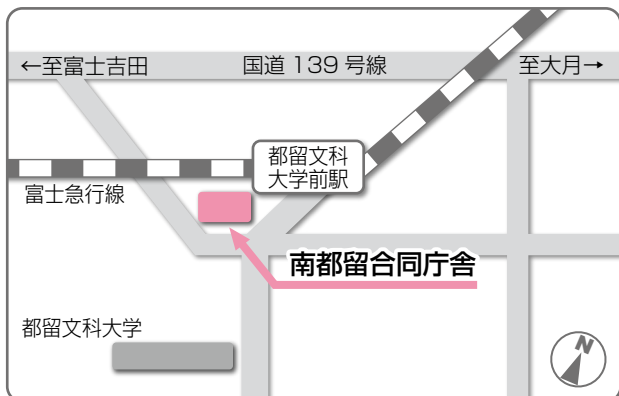 ←至富士吉田
国道 139 号線
至大月→
都留文科
大学前駅
富士急行線
南都留合同庁舎
都留文科大学
N